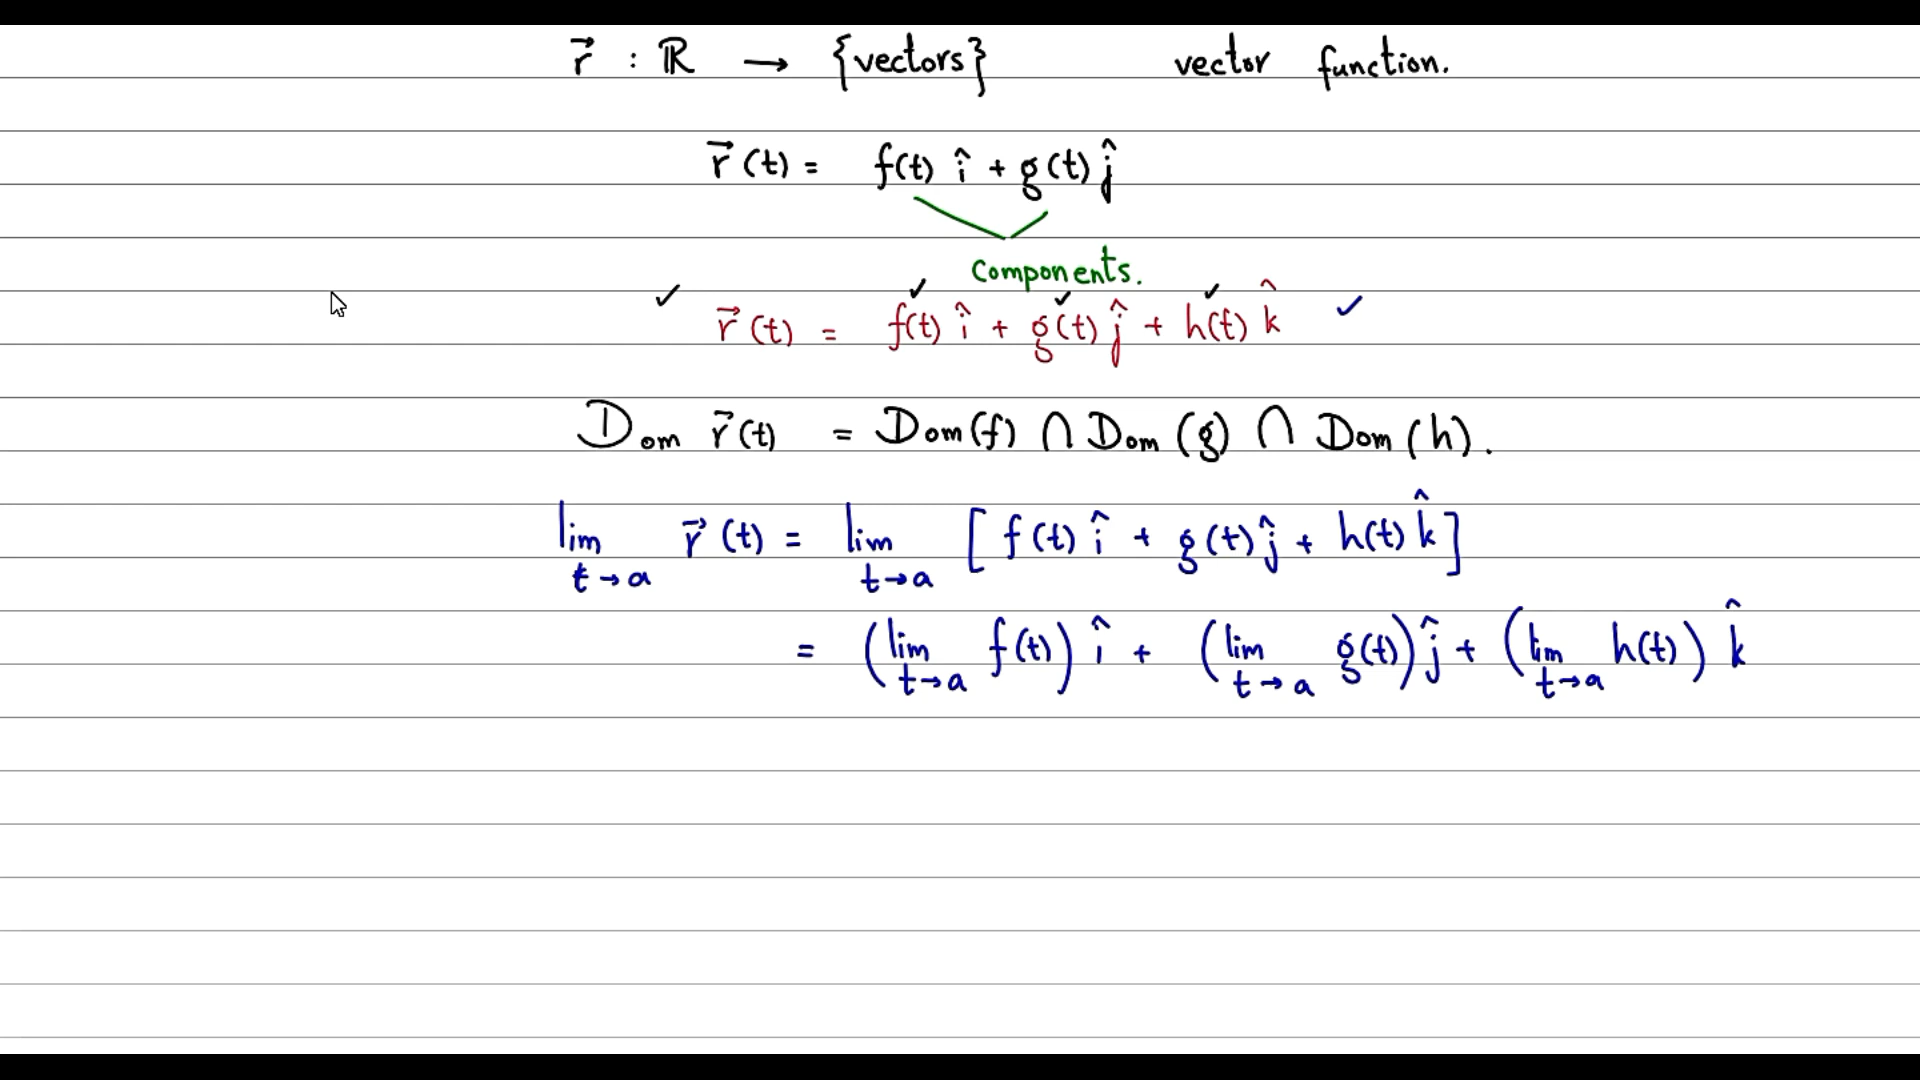 r⃗ : ℝ → {vectors} vector function.
r⃗(t) = f(t) î + g(t) ĵ
Components.
✓ r⃗(t) = f(t) î + g(t) ĵ + h(t) k̂ ✓
Dom r⃗(t) = Dom(f) ∩ Dom(g) ∩ Dom(h).
lim r⃗(t) = lim [ f(t) î + g(t) ĵ + h(t) k̂ ]
t→a t→a
= (lim f(t)) î + (lim g(t)) ĵ + (lim h(t)) k̂
t→a t→a t→a